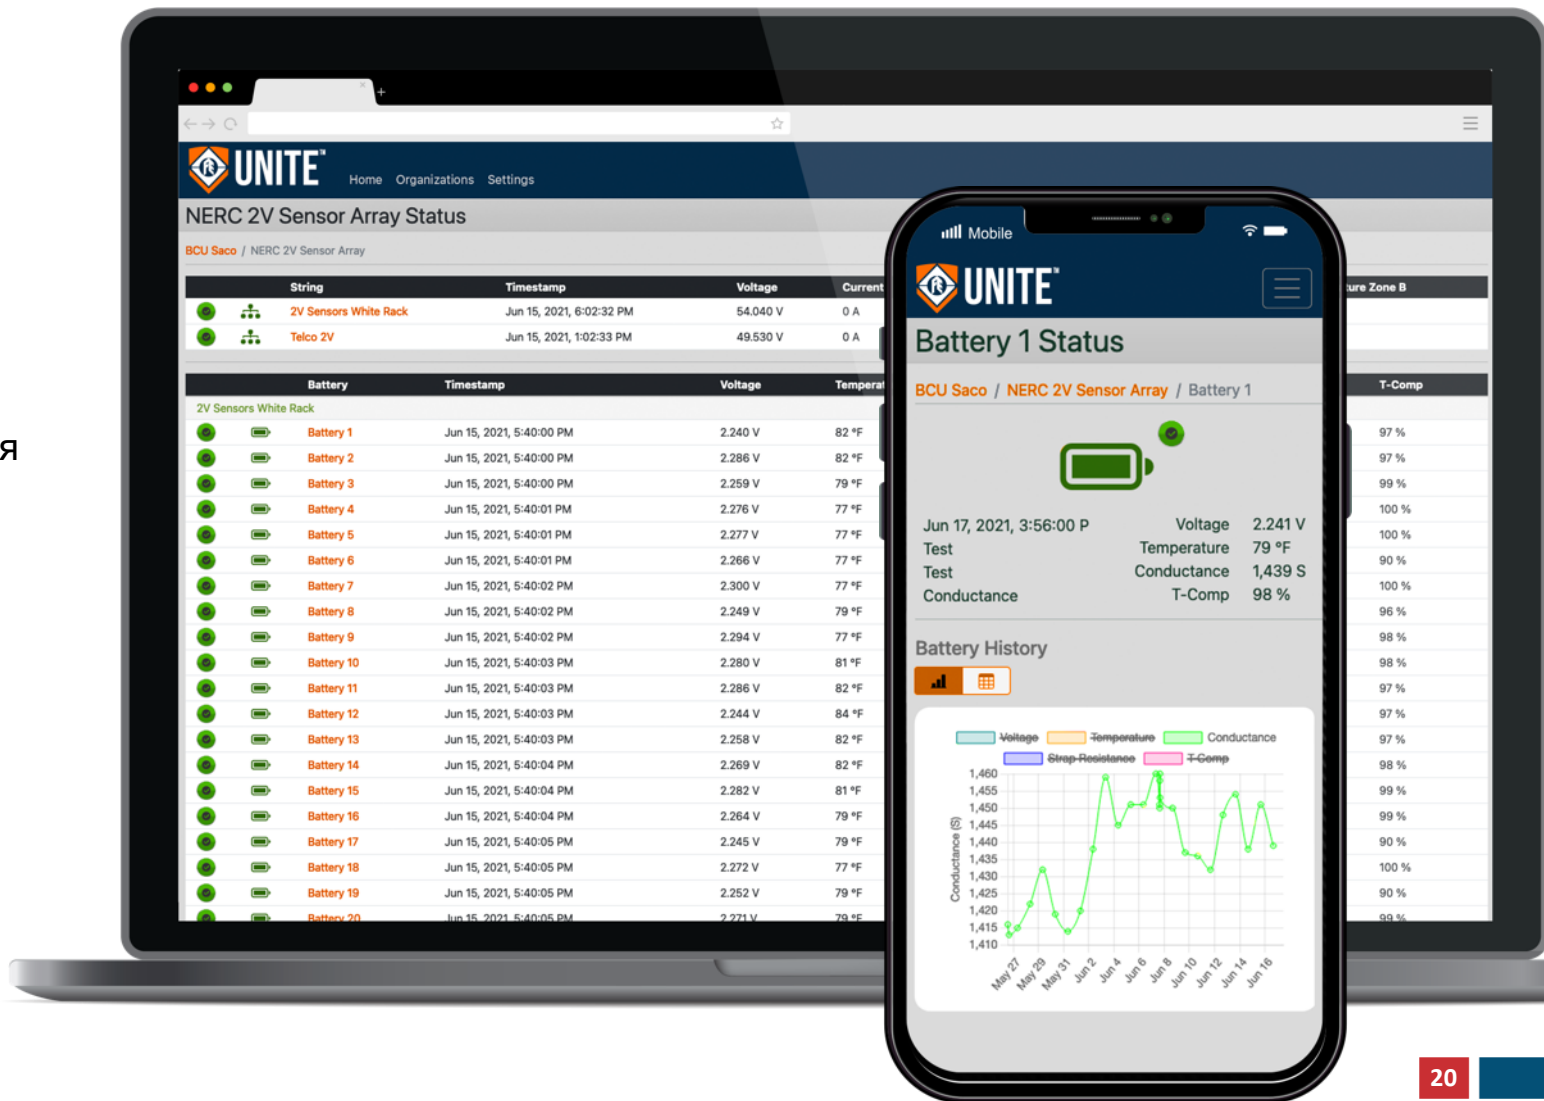 я
UNITE™ Home Organizations Settings
NERC 2V Sensor Array Status
BCU Saco / NERC 2V Sensor Array
String Timestamp Voltage Current ure Zone B
2V Sensors White Rack Jun 15, 2021, 6:02:32 PM 54.040 V 0 A
Telco 2V Jun 15, 2021, 1:02:33 PM 49.530 V 0 A
Battery Timestamp Voltage Temperat T-Comp
2V Sensors White Rack
Battery 1 Jun 15, 2021, 5:40:00 PM 2.240 V 82 °F 97 %
Battery 2 Jun 15, 2021, 5:40:00 PM 2.286 V 82 °F 97 %
Battery 3 Jun 15, 2021, 5:40:00 PM 2.259 V 79 °F 99 %
Battery 4 Jun 15, 2021, 5:40:01 PM 2.276 V 77 °F 100 %
Battery 5 Jun 15, 2021, 5:40:01 PM 2.277 V 77 °F 100 %
Battery 6 Jun 15, 2021, 5:40:01 PM 2.266 V 77 °F 90 %
Battery 7 Jun 15, 2021, 5:40:02 PM 2.300 V 77 °F 100 %
Battery 8 Jun 15, 2021, 5:40:02 PM 2.249 V 79 °F 96 %
Battery 9 Jun 15, 2021, 5:40:02 PM 2.294 V 77 °F 98 %
Battery 10 Jun 15, 2021, 5:40:03 PM 2.280 V 81 °F 98 %
Battery 11 Jun 15, 2021, 5:40:03 PM 2.286 V 82 °F 97 %
Battery 12 Jun 15, 2021, 5:40:03 PM 2.244 V 84 °F 97 %
Battery 13 Jun 15, 2021, 5:40:03 PM 2.258 V 82 °F 97 %
Battery 14 Jun 15, 2021, 5:40:04 PM 2.269 V 82 °F 98 %
Battery 15 Jun 15, 2021, 5:40:04 PM 2.282 V 81 °F 99 %
Battery 16 Jun 15, 2021, 5:40:04 PM 2.264 V 79 °F 99 %
Battery 17 Jun 15, 2021, 5:40:05 PM 2.245 V 79 °F 90 %
Battery 18 Jun 15, 2021, 5:40:05 PM 2.272 V 77 °F 100 %
Battery 19 Jun 15, 2021, 5:40:05 PM 2.252 V 79 °F 90 %
Battery 20 Jun 15, 2021, 5:40:05 PM 2.271 V 79 °F 99 %
Mobile
UNITE™
Battery 1 Status
BCU Saco / NERC 2V Sensor Array / Battery 1
Jun 17, 2021, 3:56:00 P Voltage 2.241 V
Test Temperature 79 °F
Test Conductance 1,439 S
Conductance T-Comp 98 %
Battery History
Voltage Temperature Conductance
Strap Resistance T-Comp
Conductance (S)
1,460
1,455
1,450
1,445
1,440
1,435
1,430
1,425
1,420
1,415
1,410
May 27 May 29 May 31 Jun 2 Jun 4 Jun 6 Jun 8 Jun 10 Jun 12 Jun 14 Jun 16
20